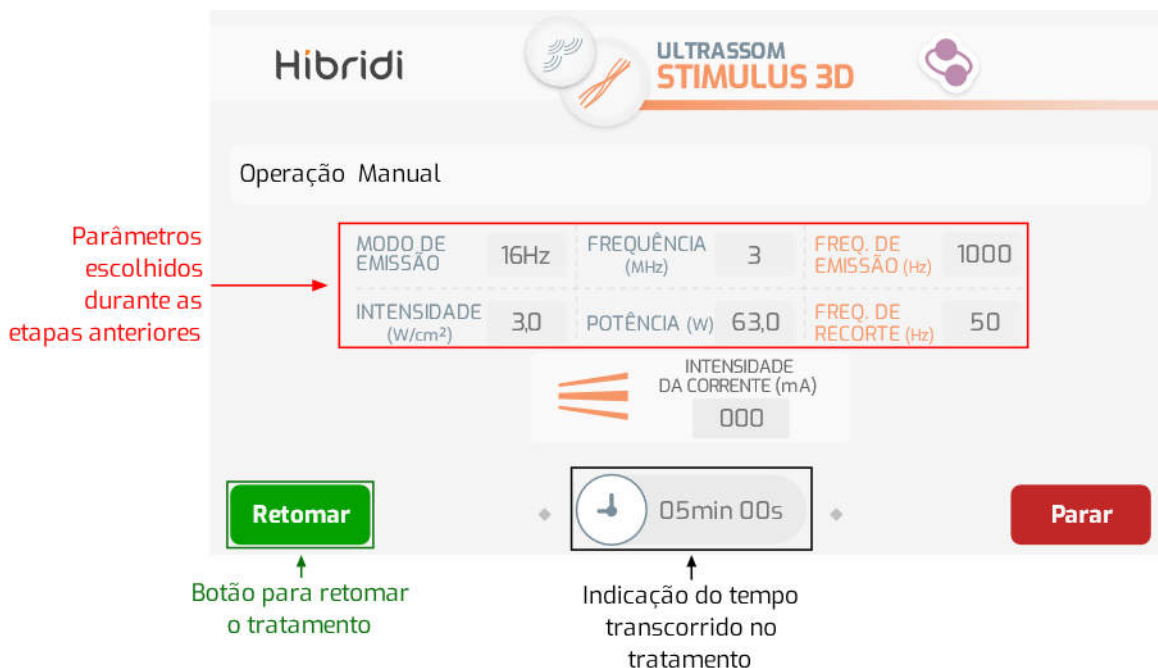 Híbridi
ULTRASSOM
STIMULUS 3D
Operação Manual
Parâmetros
escolhidos
durante as
etapas anteriores
MODO DE
EMISSÃO
16Hz
FREQUÊNCIA
(MHz)
3
FREQ. DE
EMISSÃO (Hz)
1000
INTENSIDADE
(W/cm²)
3,0
POTÊNCIA (W)
63,0
FREQ. DE
RECORTE (Hz)
50
INTENSIDADE
DA CORRENTE (mA)
000
Retomar
05min 00s
Parar
Botão para retomar
o tratamento
Indicação do tempo
transcorrido no
tratamento